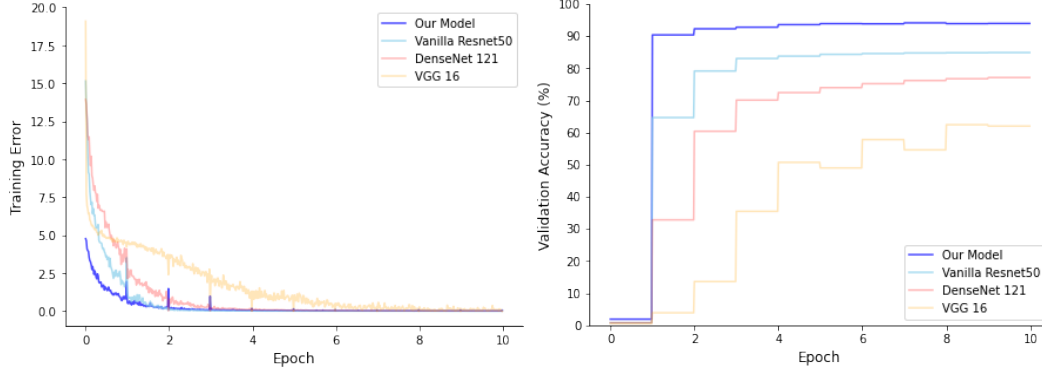 20.0
17.5
15.0
12.5
10.0
7.5
5.0
2.5
0.0
Training Error
0 2 4 6 8 10
Epoch
Our Model
Vanilla Resnet50
DenseNet 121
VGG 16
100
90
80
70
60
50
40
30
20
10
0
Validation Accuracy (%)
0 2 4 6 8 10
Epoch
Our Model
Vanilla Resnet50
DenseNet 121
VGG 16